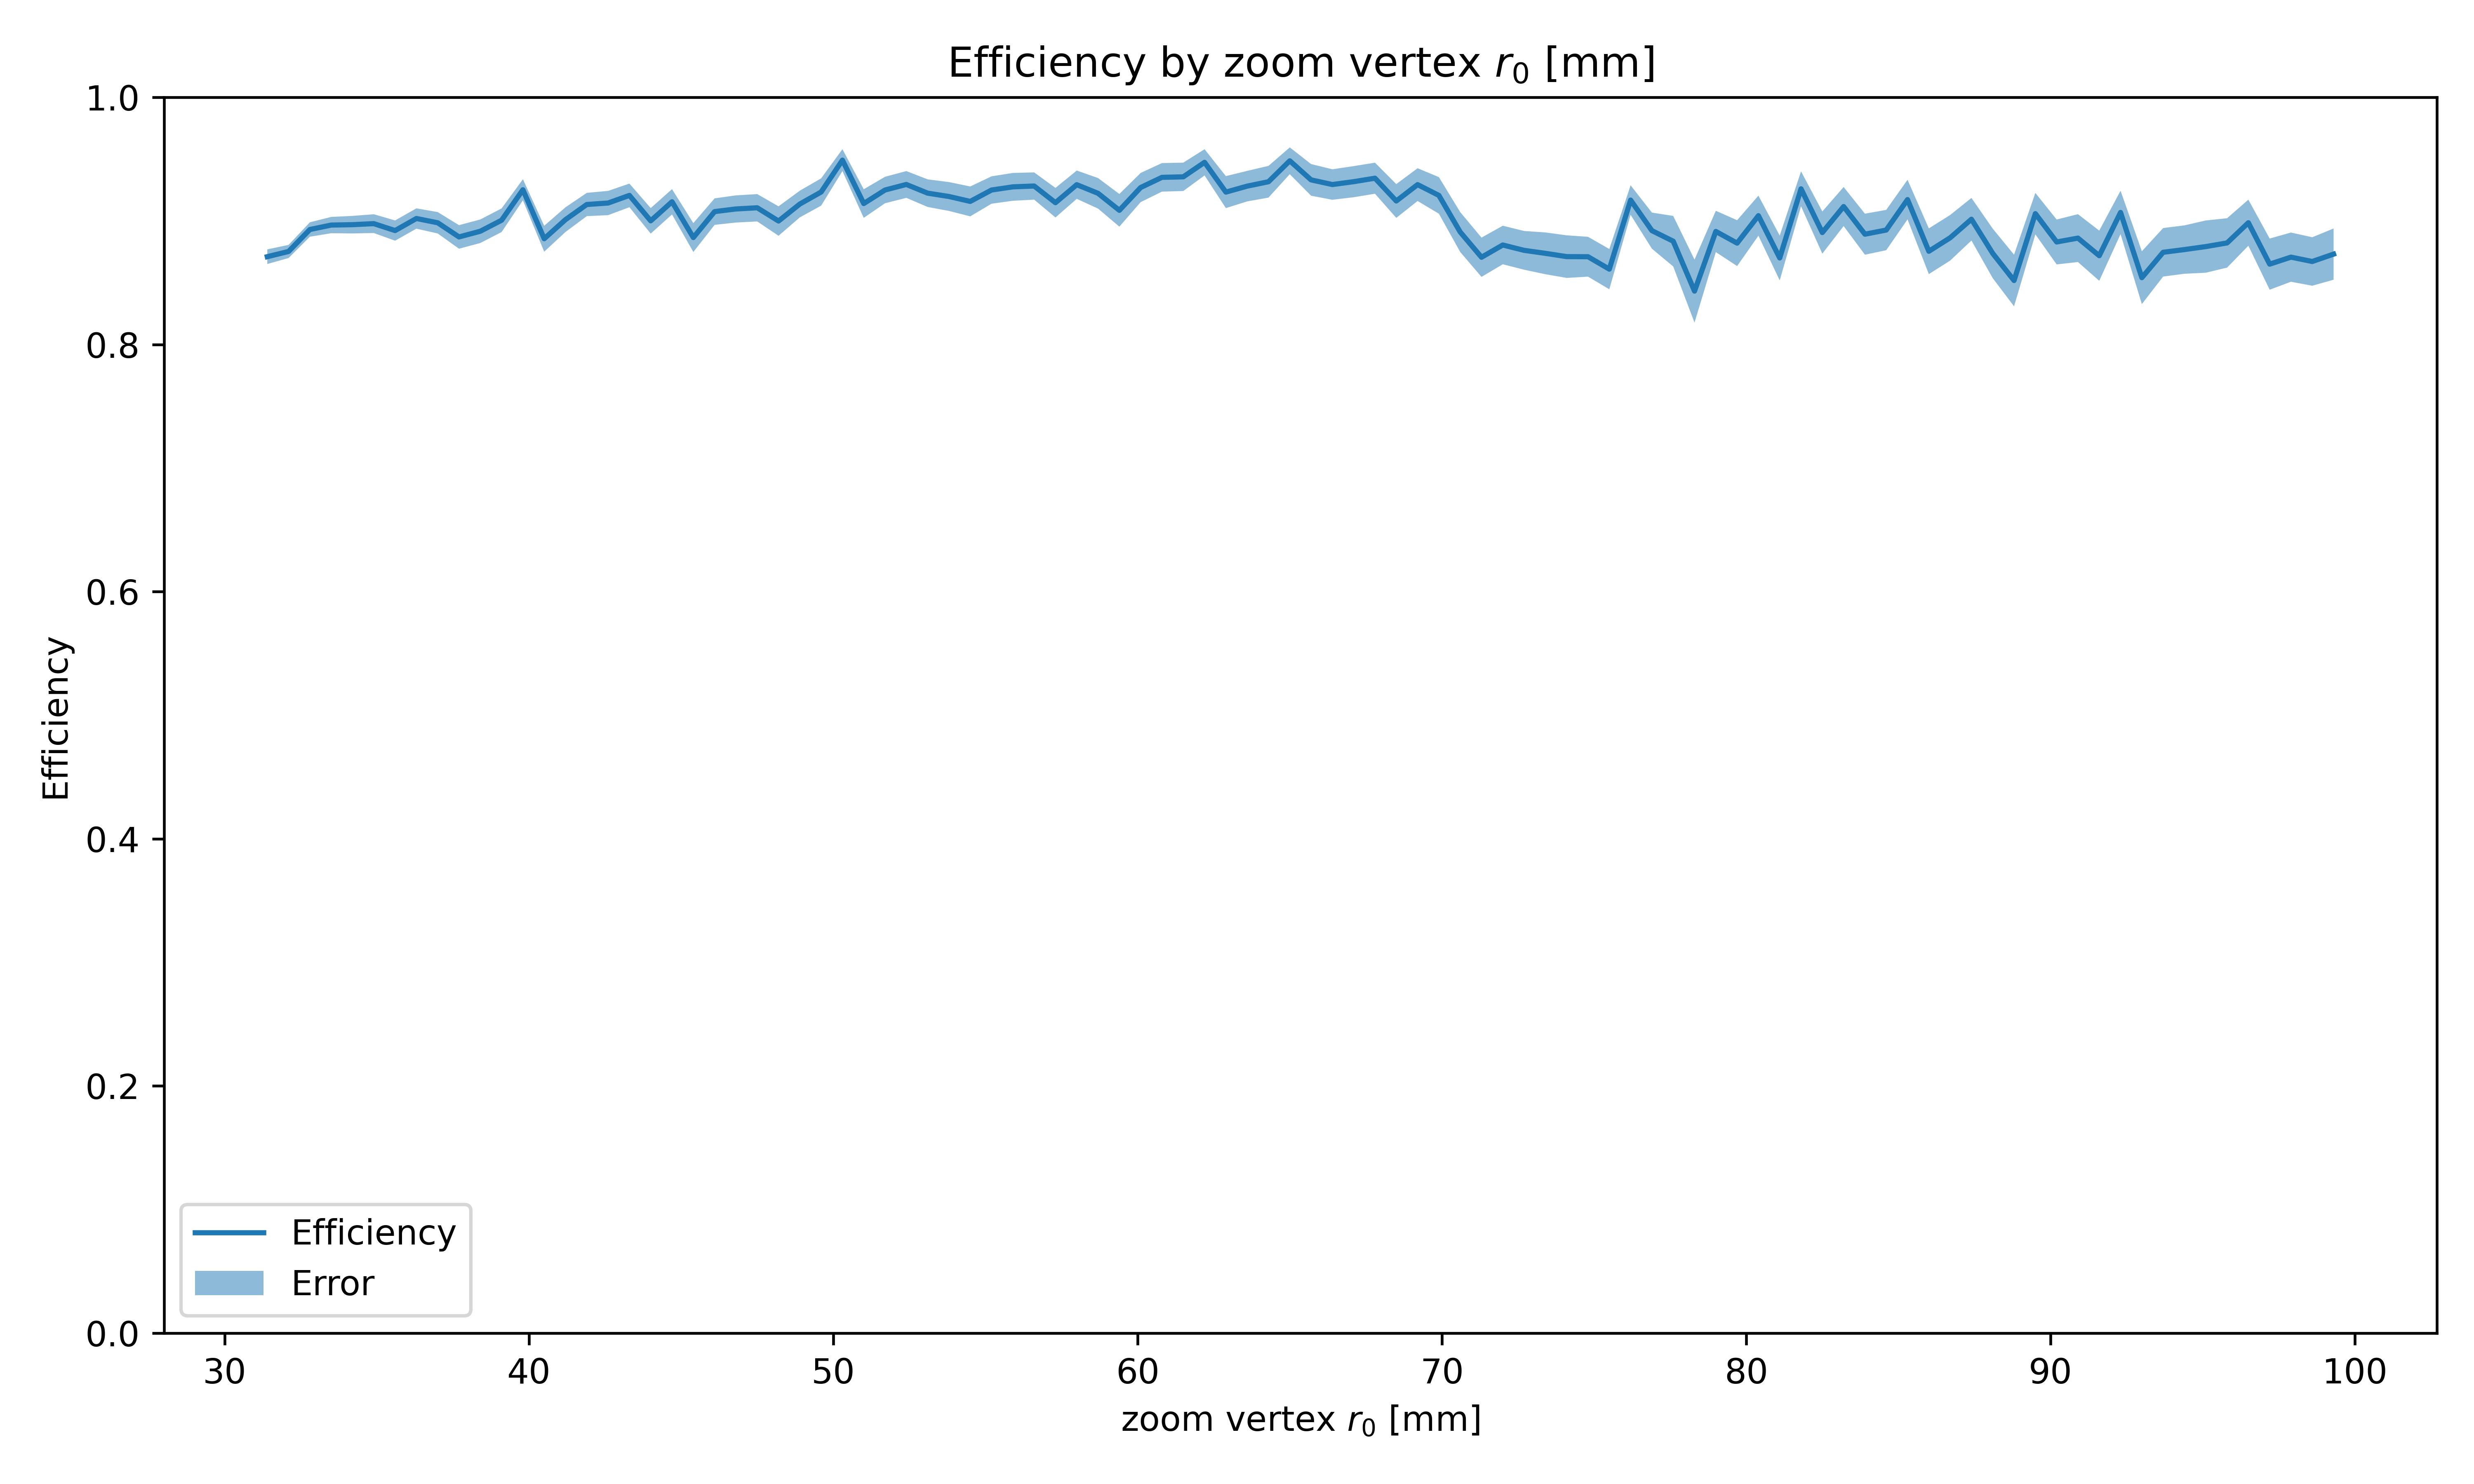 Efficiency by zoom vertex r₀ [mm]
1.0
0.8
0.6
0.4
0.2
0.0
Efficiency
Efficiency
Error
30 40 50 60 70 80 90 100
zoom vertex r₀ [mm]